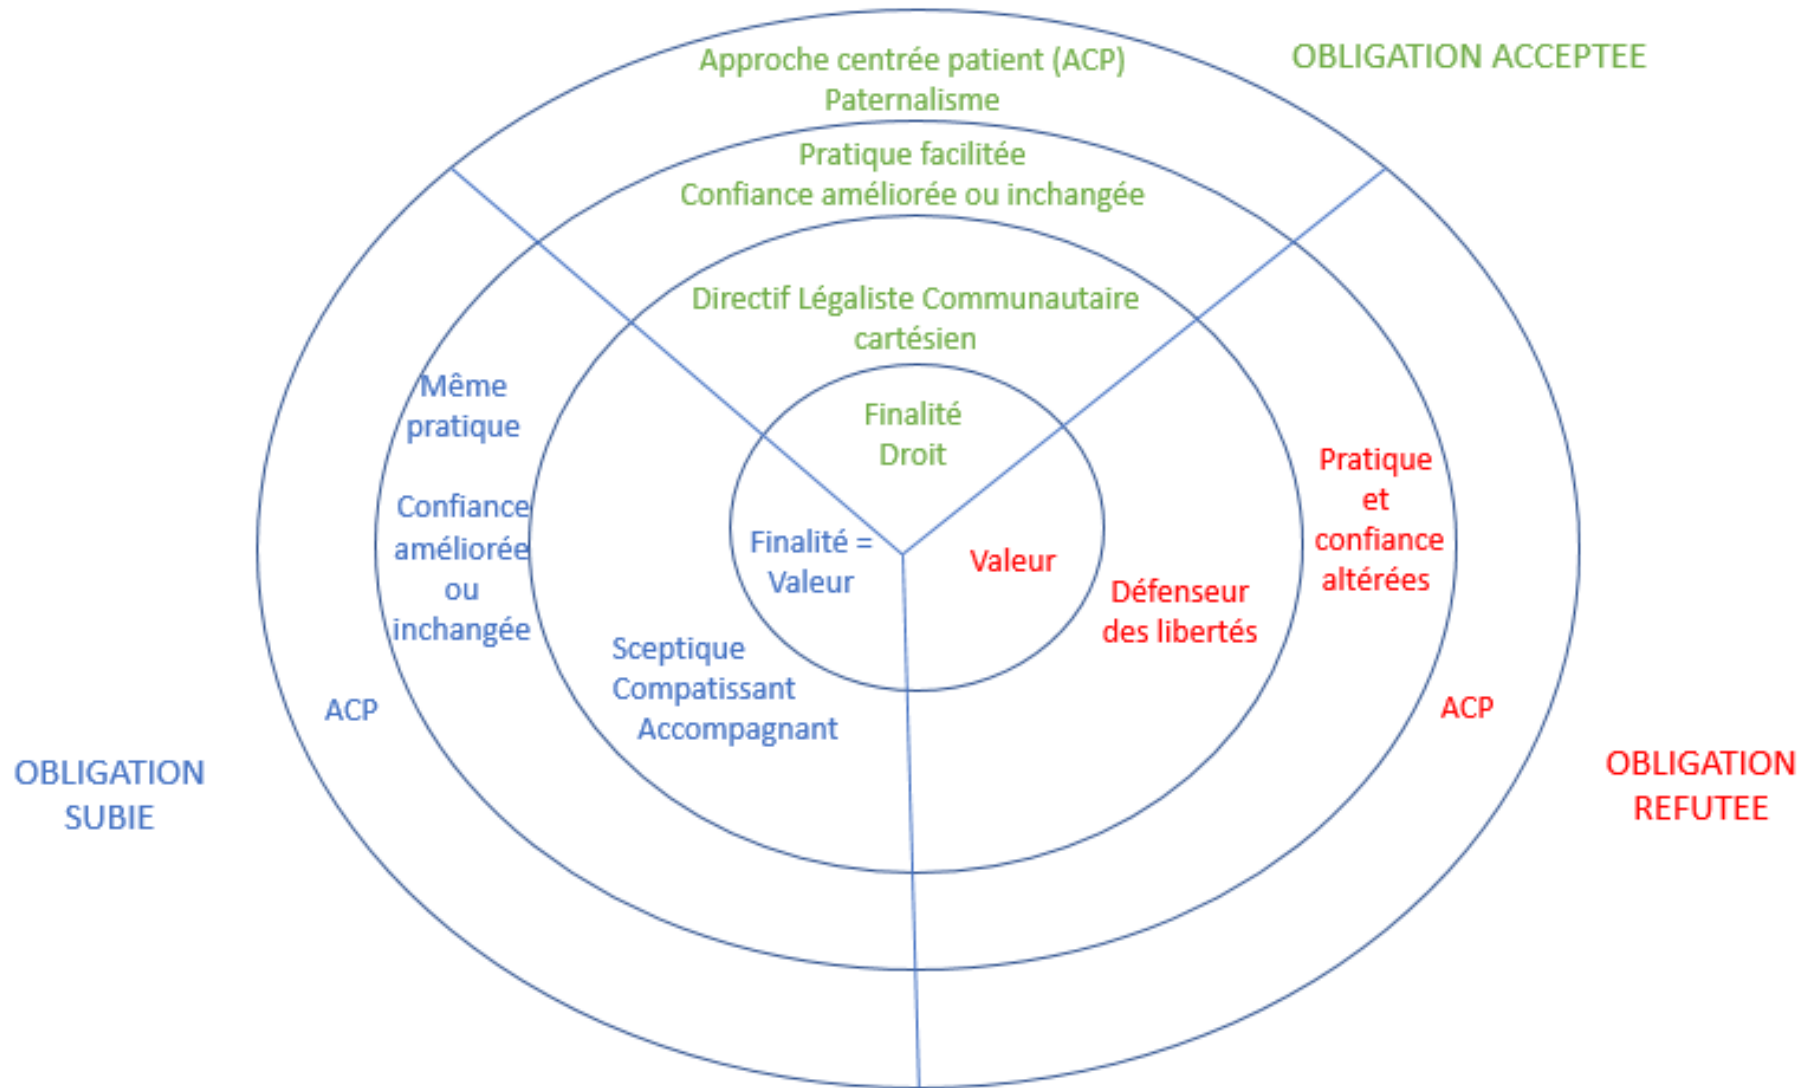 Approche centrée patient (ACP)
Paternalisme
OBLIGATION ACCEPTEE
Pratique facilitée
Confiance améliorée ou inchangée
Directif Légaliste Communautaire
cartésien
Finalité
Droit
Même
pratique
Confiance
améliorée
ou
inchangée
Finalité =
Valeur
Sceptique
Compatissant
Accompagnant
ACP
OBLIGATION
SUBIE
Valeur
Défenseur
des libertés
Pratique
et
confiance
altérées
ACP
OBLIGATION
REFUTEE